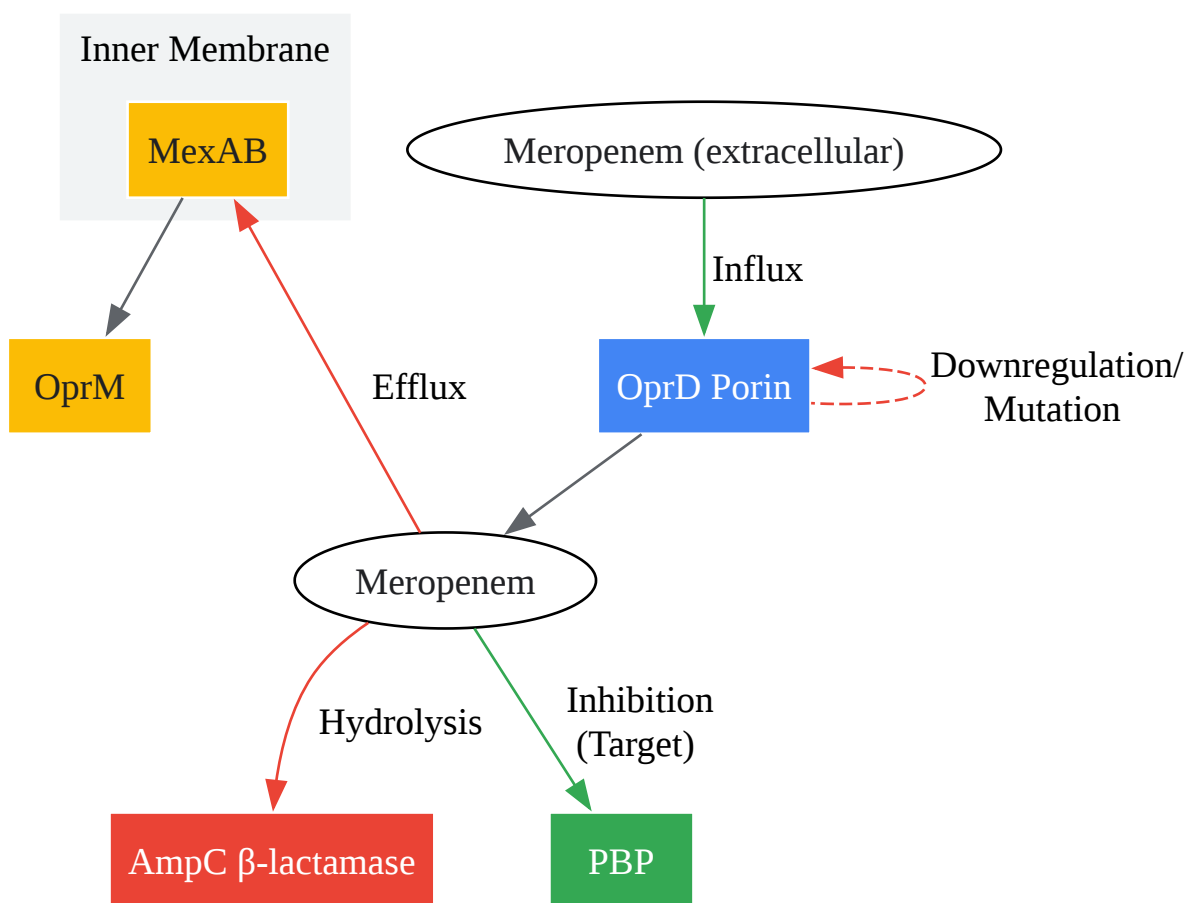 Inner Membrane
MexAB
Meropenem (extracellular)
Influx
OprM
Efflux
OprD Porin
Downregulation/
Mutation
Meropenem
Hydrolysis
Inhibition
(Target)
AmpC β-lactamase
PBP